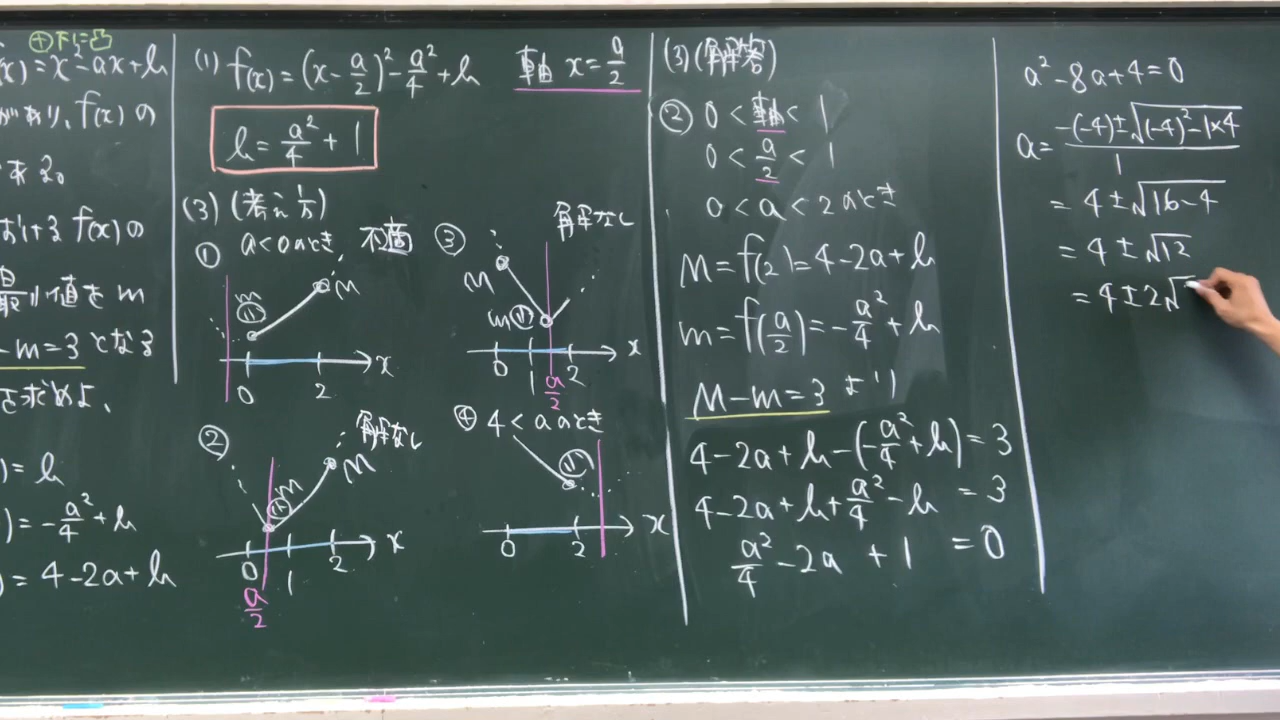 ⊕下に凸
(x)=x²-ax+b
があり、f(x)の
である。
おける f(x)の
最小値を m
-m=3 となる
を求めよ、
)=b
)=-a²/4+b
)=4-2a+b
(1) f(x)=(x-a/2)²-a²/4+b 軸 x=a/2
b=a²/4+1
(3)(考え方)
① a<0のとき 不適
m M
0 2 x
② 解なし
m M
0 1 2 x
a/2
③ 解なし
M
m
1 2 x
a/2
④ 4<aのとき
0 2 x
(3)(解答)
② 0<軸<1
0<a/2<1
0<a<2のとき
M=f(2)=4-2a+b
m=f(a/2)=-a²/4+b
M-m=3 より
4-2a+b-(-a²/4+b)=3
4-2a+b+a²/4-b=3
a²/4-2a+1=0
a²-8a+4=0
a=(-(-4)±√((-4)²-1×4))/1
=4±√(16-4)
=4±√12
=4±2√